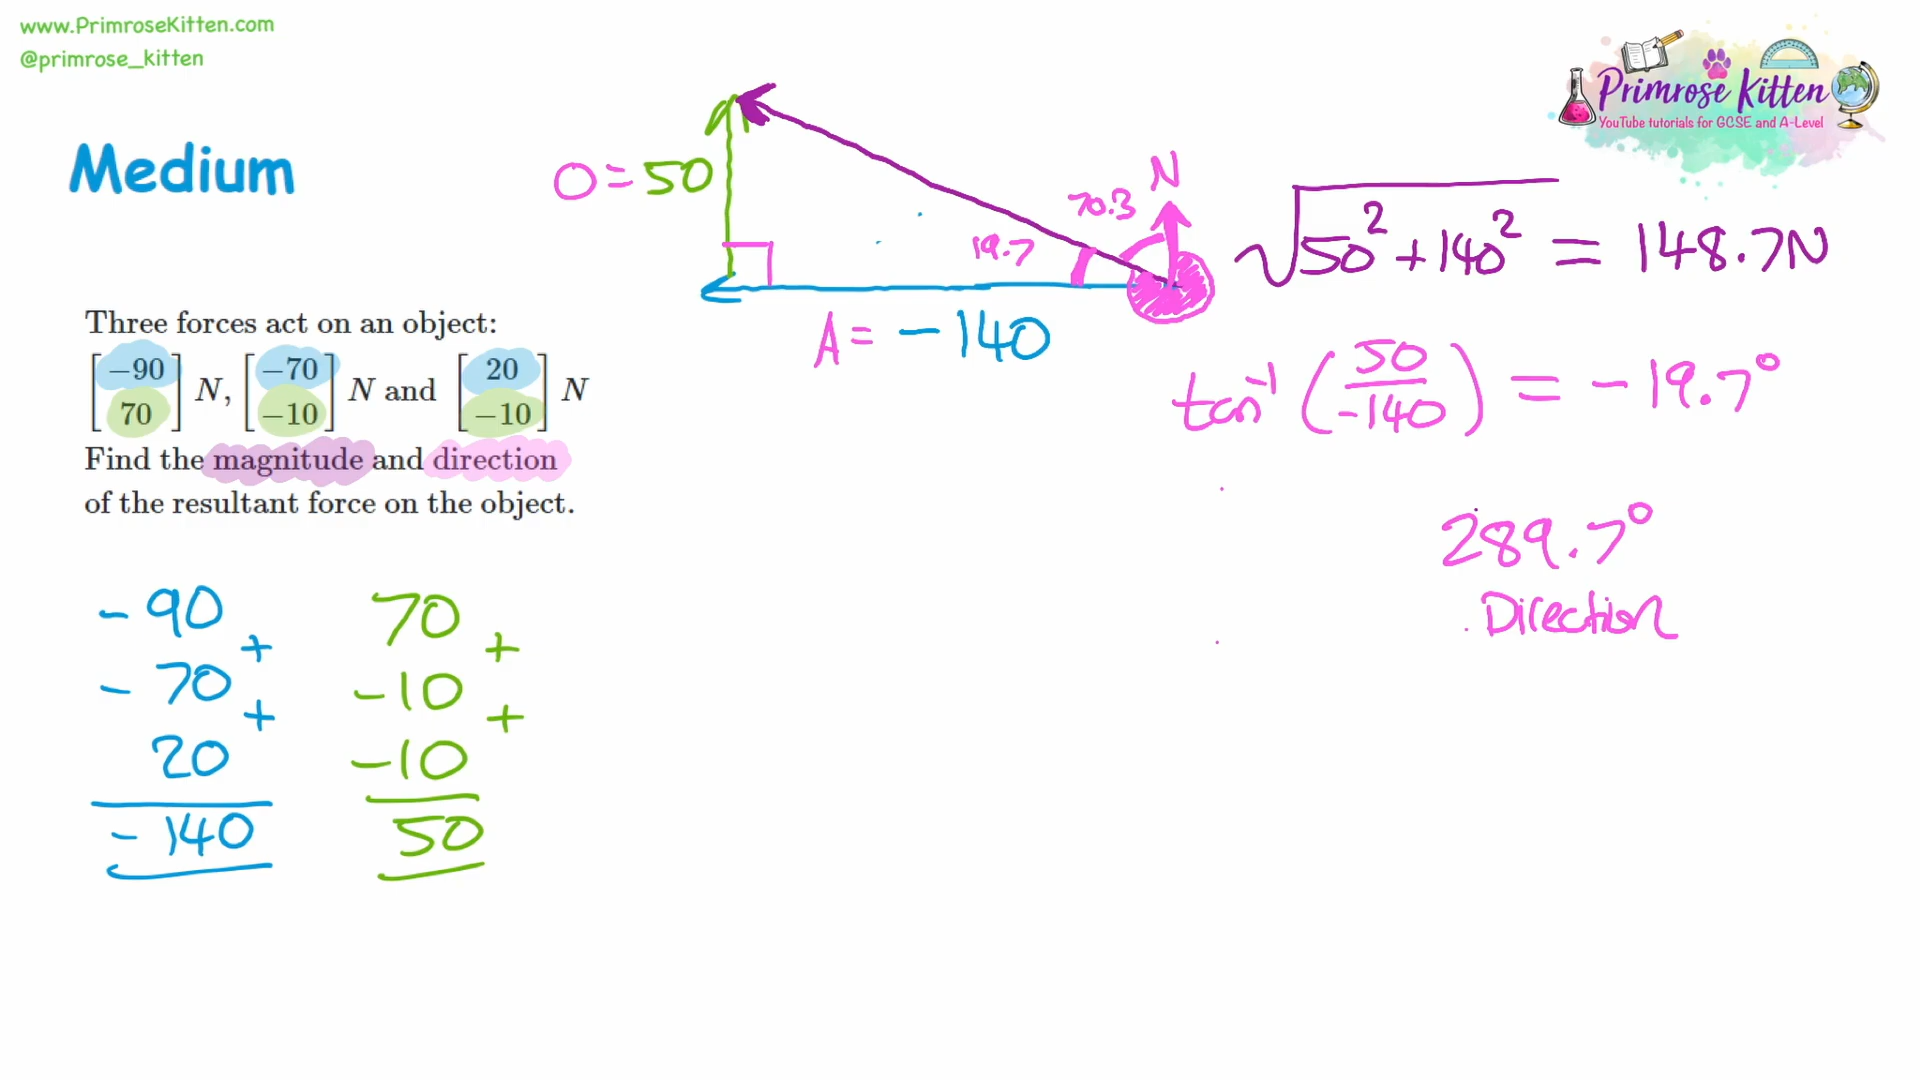 www.PrimroseKitten.com
@primrose_kitten
Primrose Kitten
YouTube tutorials for GCSE and A-Level
Medium
Three forces act on an object:
[−90 70] N, [−70 −10] N and [20 −10] N
Find the magnitude and direction
of the resultant force on the object.
-90
+
-70
+
20
-140
70
+
-10
+
-10
50
O = 50
N
70.3
19.7
A = -140
√50² + 140² = 148.7N
tan⁻¹ (50/-140) = -19.7°
289.7°
Direction